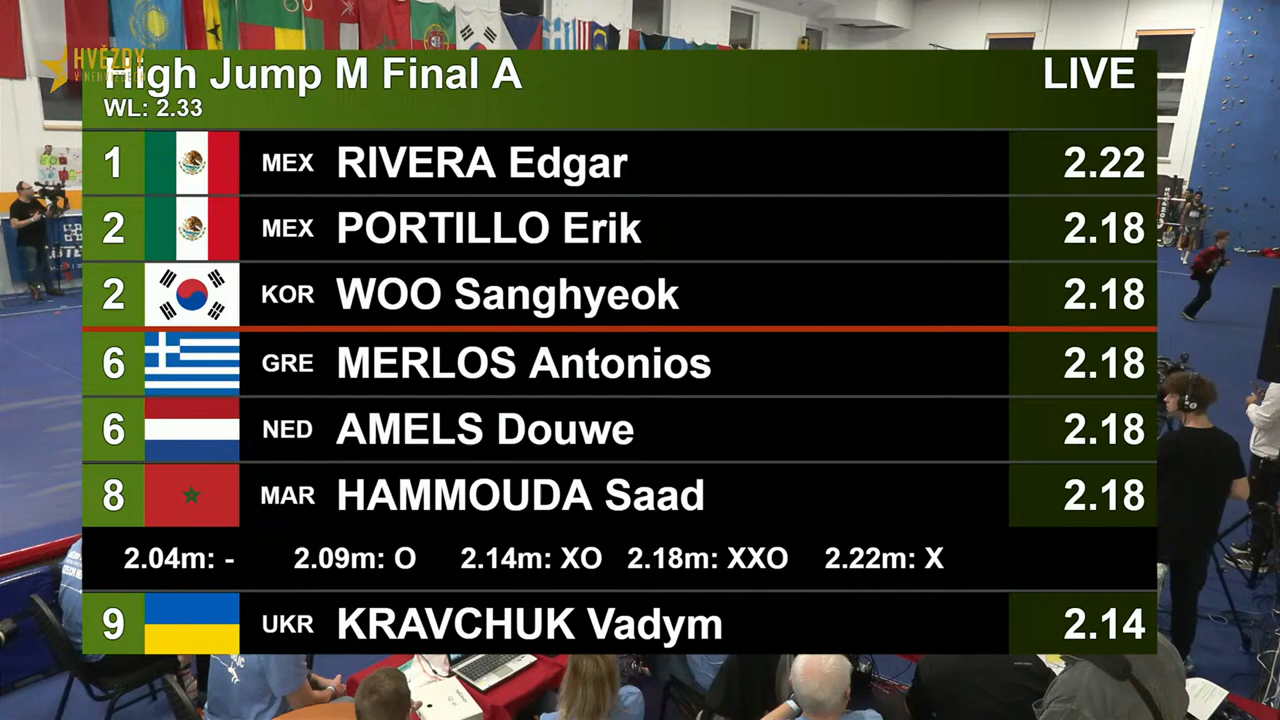 HVĚZDY
V NEHVIZDECH
High Jump M Final A
LIVE
WL: 2.33
1 MEX RIVERA Edgar 2.22
2 MEX PORTILLO Erik 2.18
2 KOR WOO Sanghyeok 2.18
6 GRE MERLOS Antonios 2.18
6 NED AMELS Douwe 2.18
8 MAR HAMMOUDA Saad 2.18
2.04m: - 2.09m: O 2.14m: XO 2.18m: XXO 2.22m: X
9 UKR KRAVCHUK Vadym 2.14